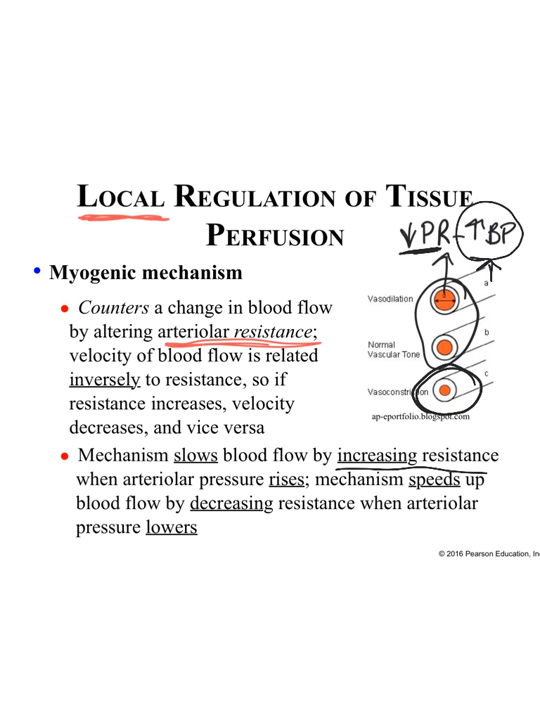 LOCAL REGULATION OF TISSUE
PERFUSION
↓PR-↑BP
• Myogenic mechanism
• Counters a change in blood flow
by altering arteriolar resistance;
velocity of blood flow is related
inversely to resistance, so if
resistance increases, velocity
decreases, and vice versa
Vasodilation
a
Normal
Vascular Tone
b
Vasoconstriction
c
ap-eportfolio.blogspot.com
• Mechanism slows blood flow by increasing resistance
when arteriolar pressure rises; mechanism speeds up
blood flow by decreasing resistance when arteriolar
pressure lowers
© 2016 Pearson Education, In